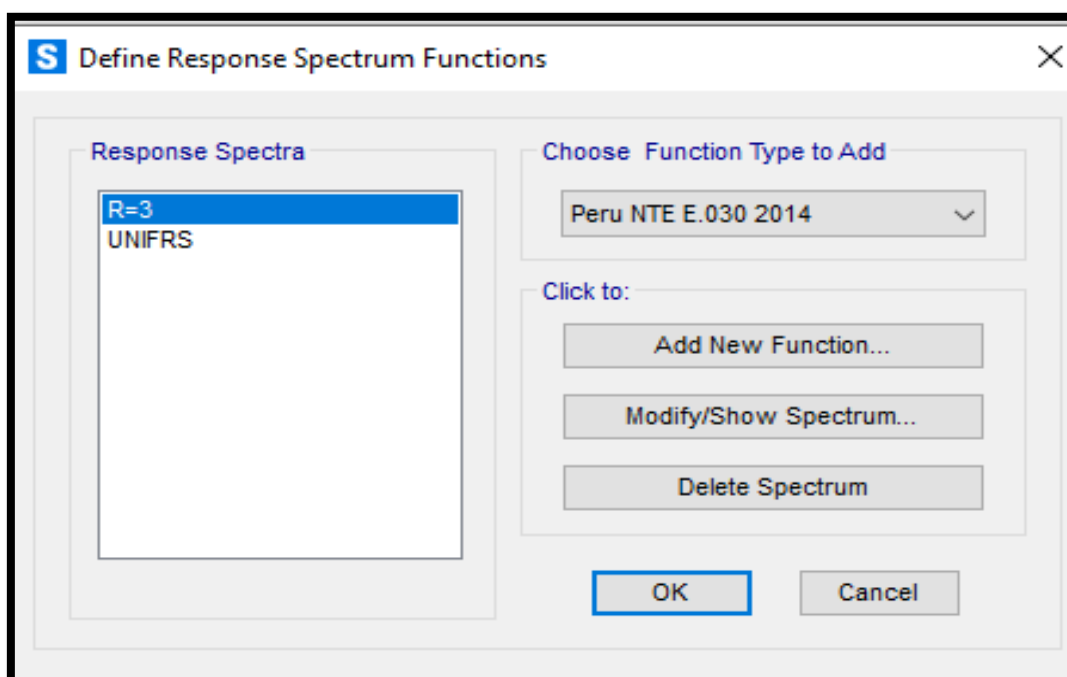 S Define Response Spectrum Functions
Response Spectra
R=3
UNIFRS
Choose Function Type to Add
Peru NTE E.030 2014
Click to:
Add New Function...
Modify/Show Spectrum...
Delete Spectrum
OK
Cancel